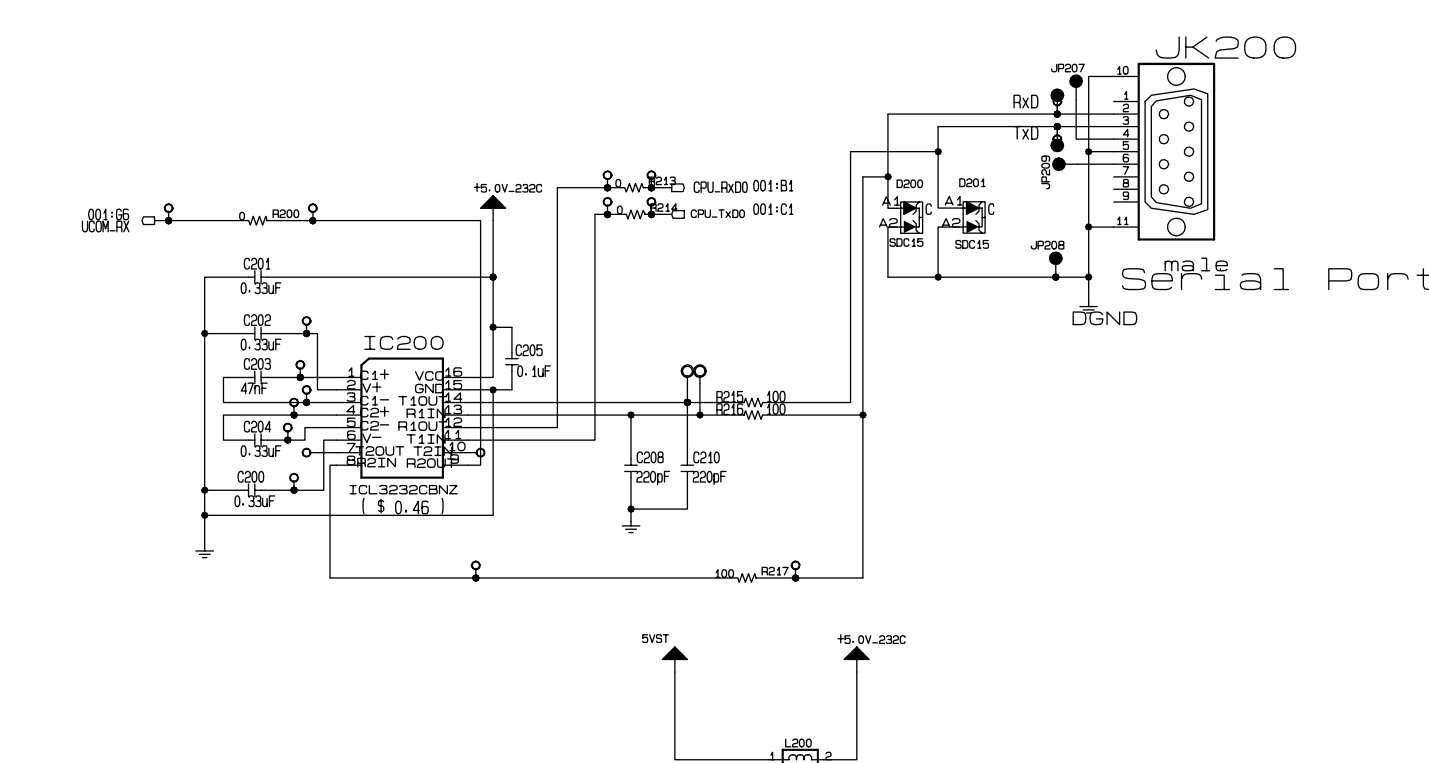 JK200
JP207
10
RxD
1
2
3
TxD
4
5
JP209
6
7
8
9
11
+5.0V_232C
R213
0
CPU_RxD0 001:B1
R214
0
CPU_TxD0 001:C1
D200
D201
A1
C
A1
C
A2
A2
SDC15
SDC15
001:G6
UCOM_RX
0
R200
JP208
male
Serial Port
DGND
C201
0.33uF
C202
0.33uF
IC200
C205
0.1uF
C203
47nF
1 C1+ VCC 16
2 V+ GND 15
3 C1- T1OUT 14
4 C2+ R1IN 13
5 C2- R1OUT 12
6 V- T1IN 11
7 T2OUT T2IN 10
8 R2IN R2OUT 9
R215 100
R216 100
C204
0.33uF
C208
220pF
C210
220pF
C200
0.33uF
ICL3232CBNZ
( $ 0.46 )
100 R217
5VST
+5.0V_232C
L200
1 2